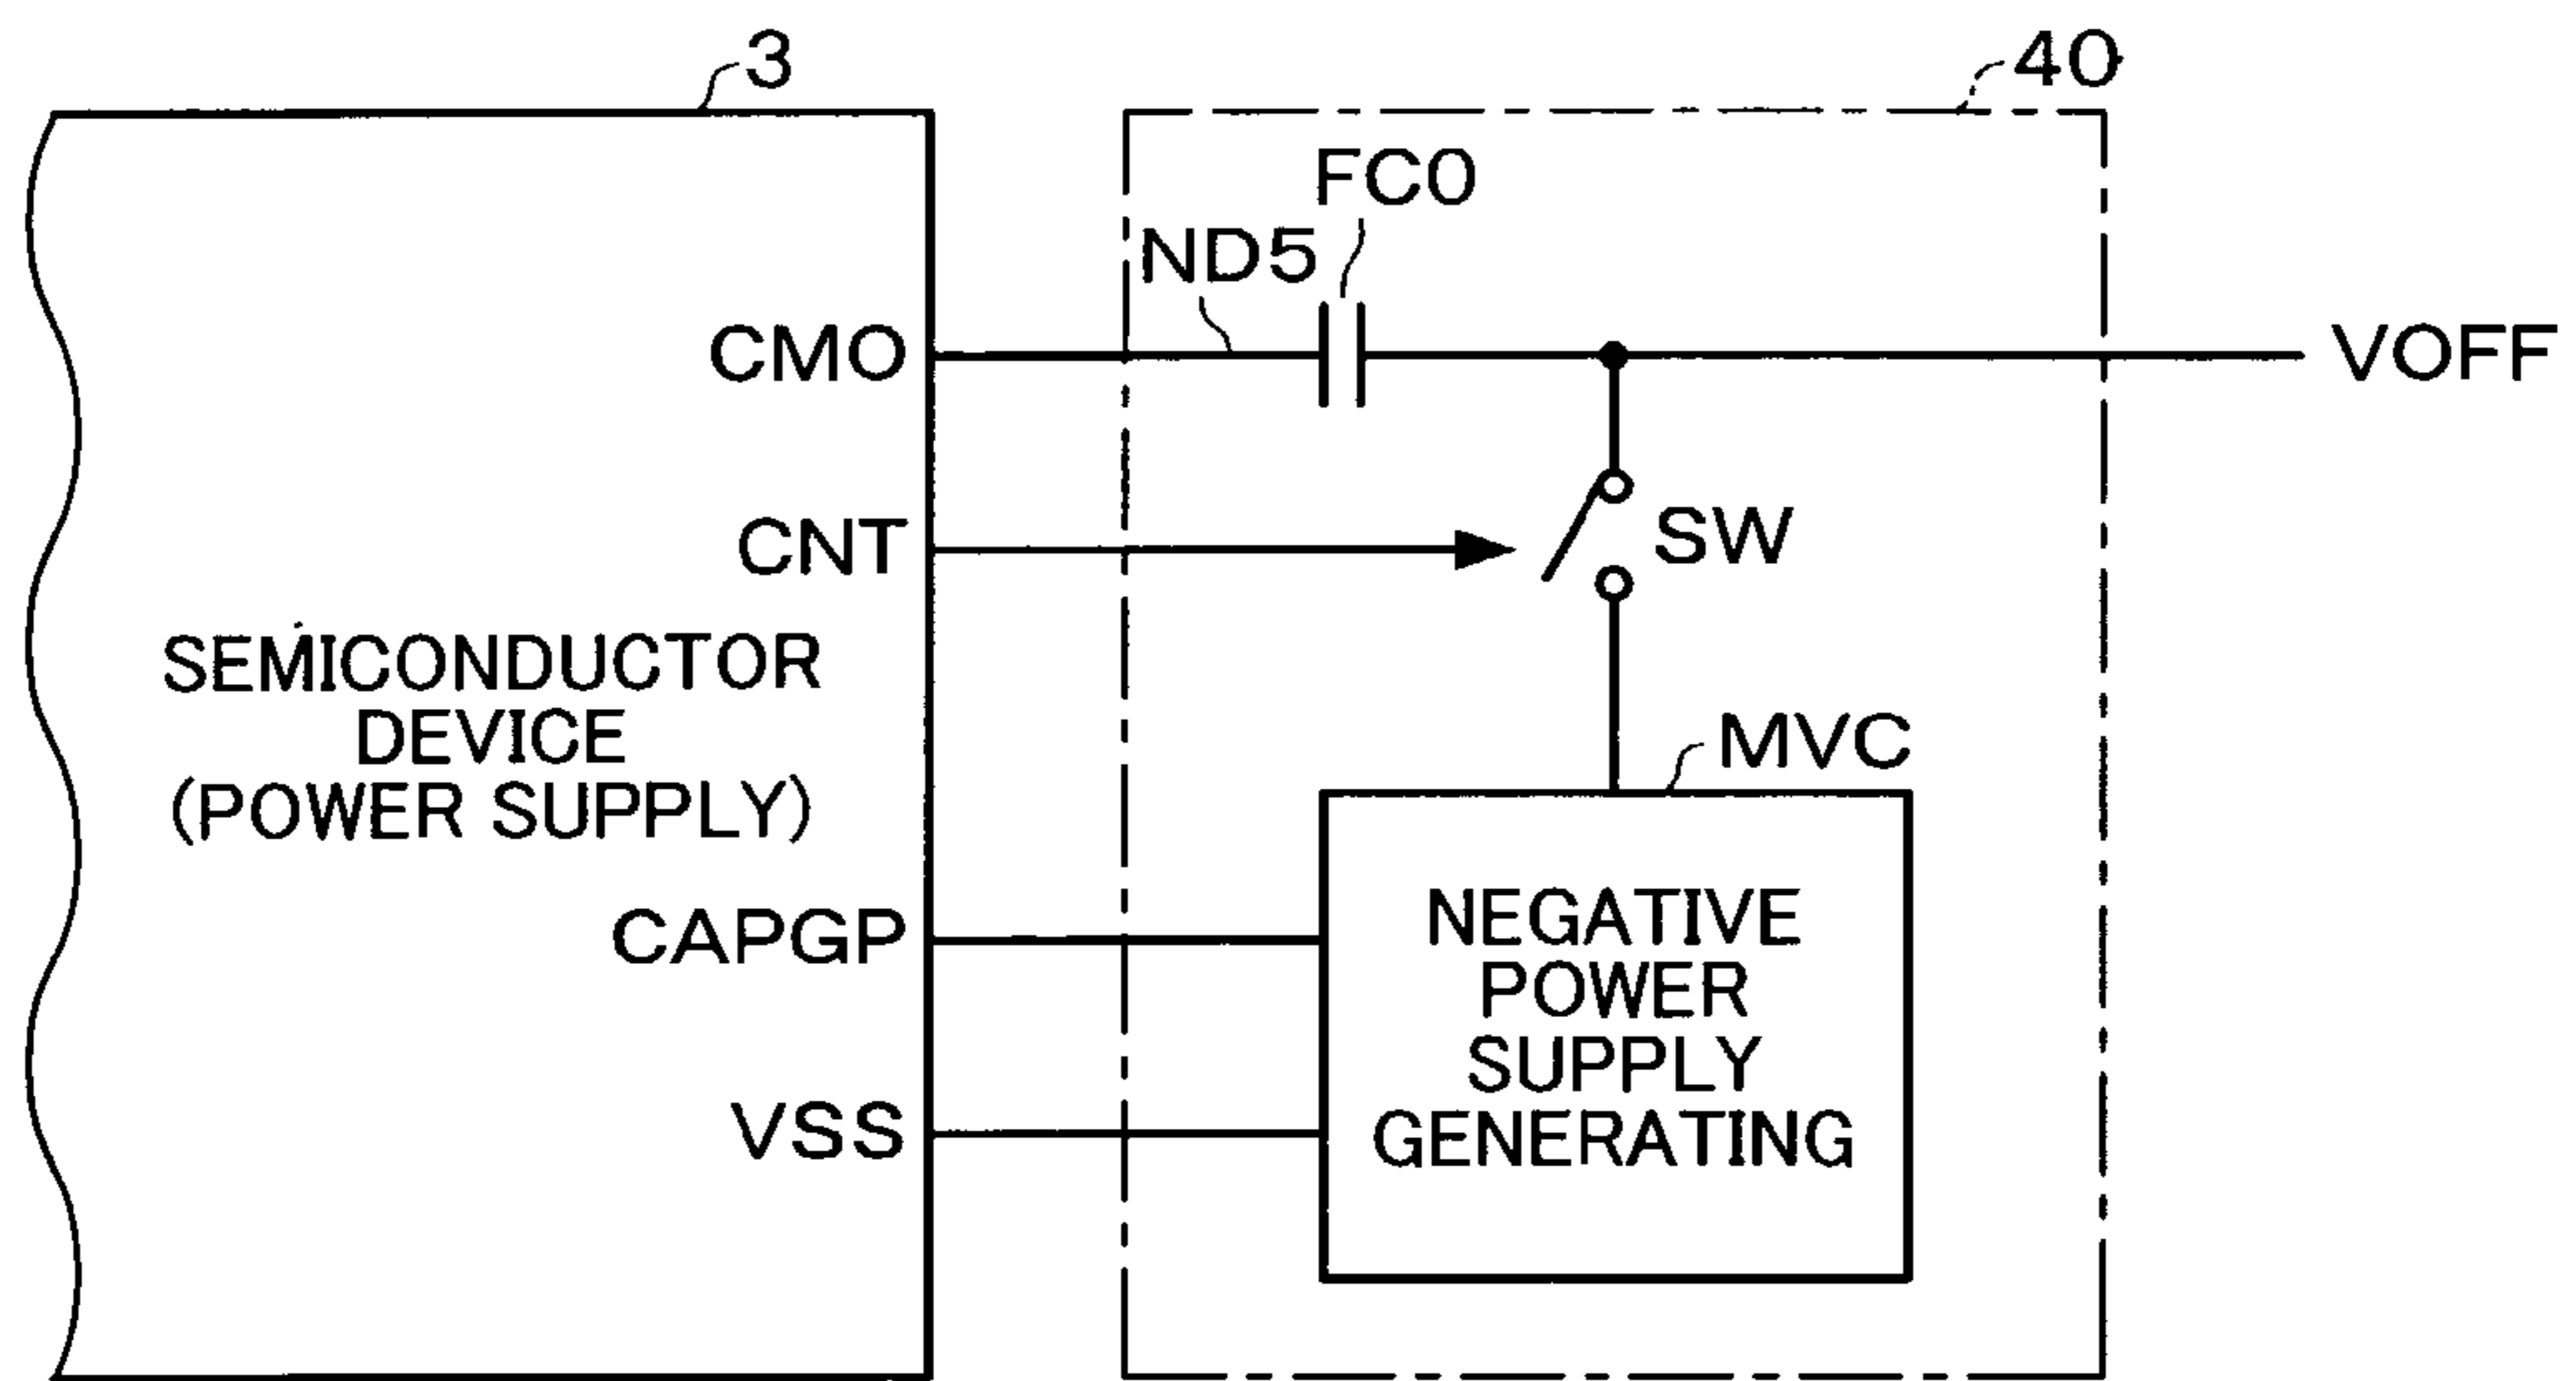 3
40
FC0
ND5
CMO
VOFF
CNT
SW
SEMICONDUCTOR
DEVICE
(POWER SUPPLY)
MVC
CAPGP
NEGATIVE
POWER
SUPPLY
GENERATING
VSS